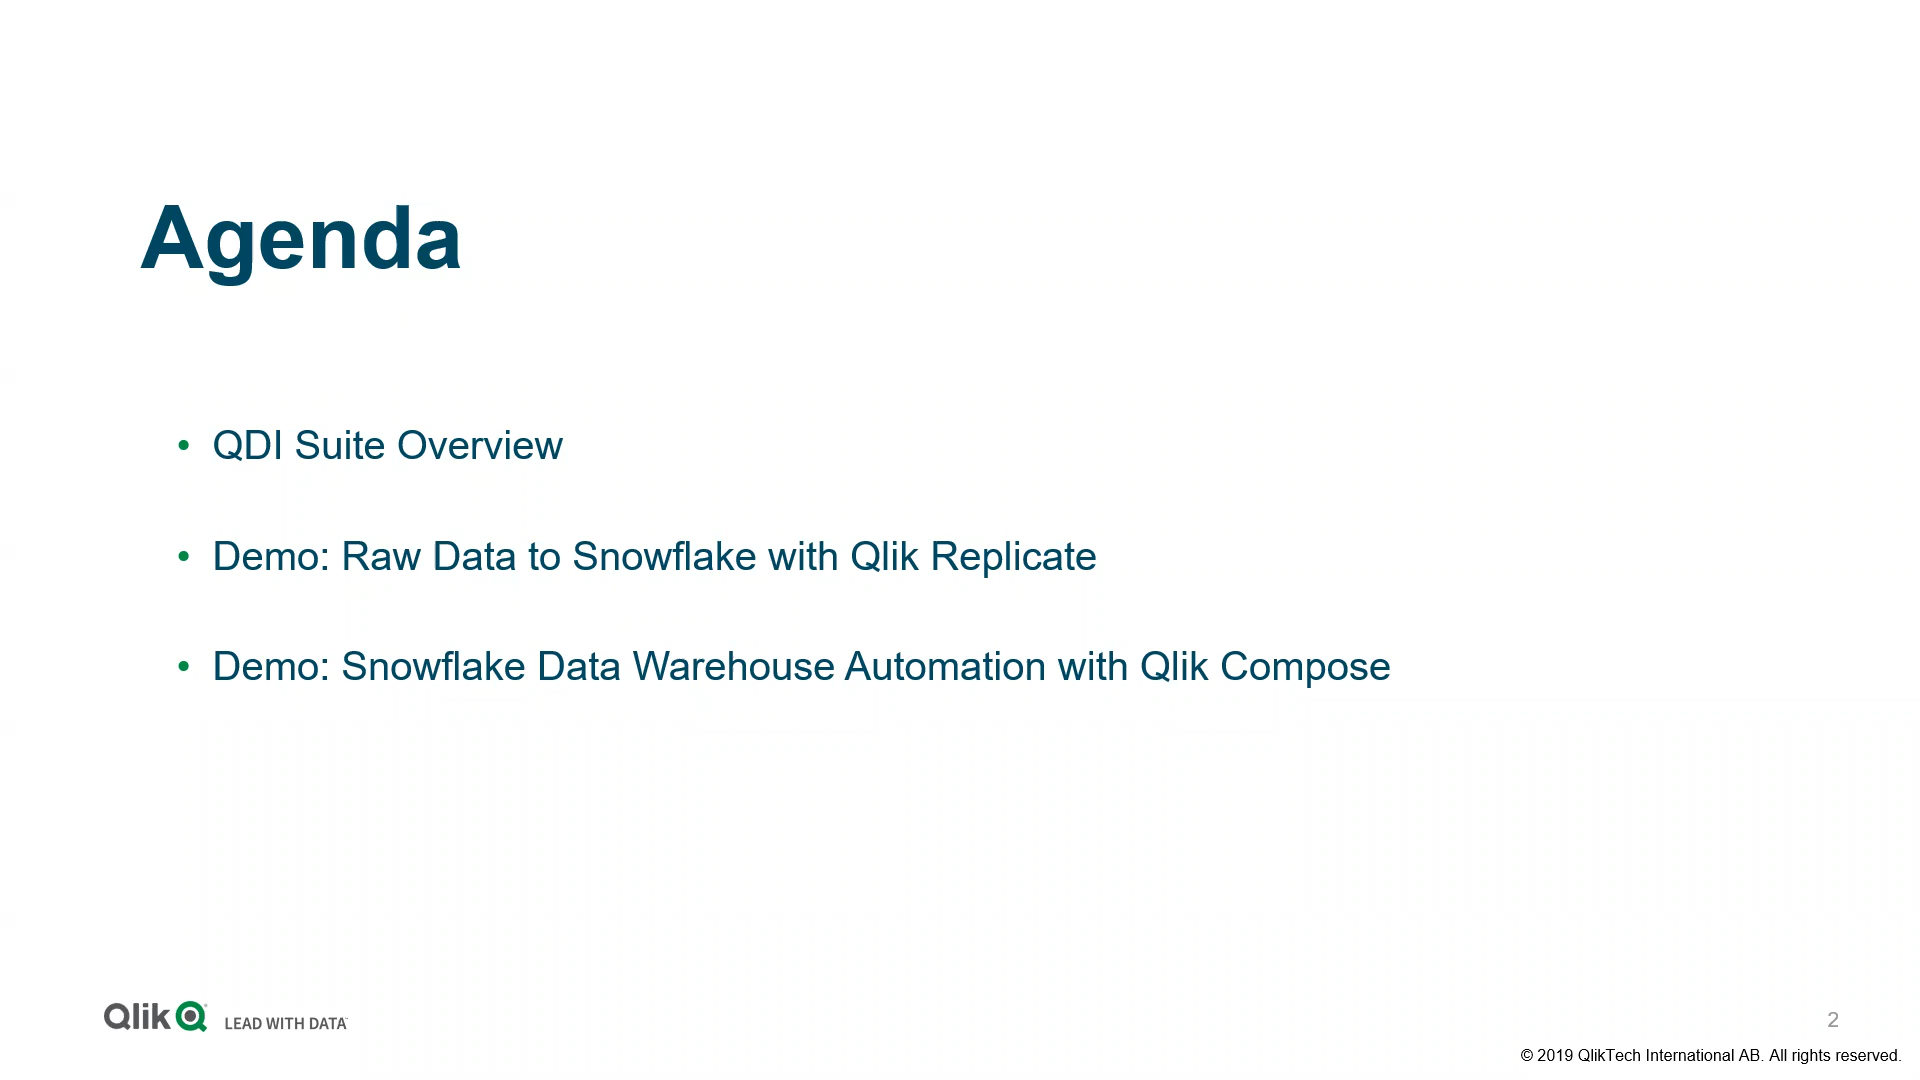 Agenda
• QDI Suite Overview
• Demo: Raw Data to Snowflake with Qlik Replicate
• Demo: Snowflake Data Warehouse Automation with Qlik Compose
Qlik LEAD WITH DATA
2
© 2019 QlikTech International AB. All rights reserved.